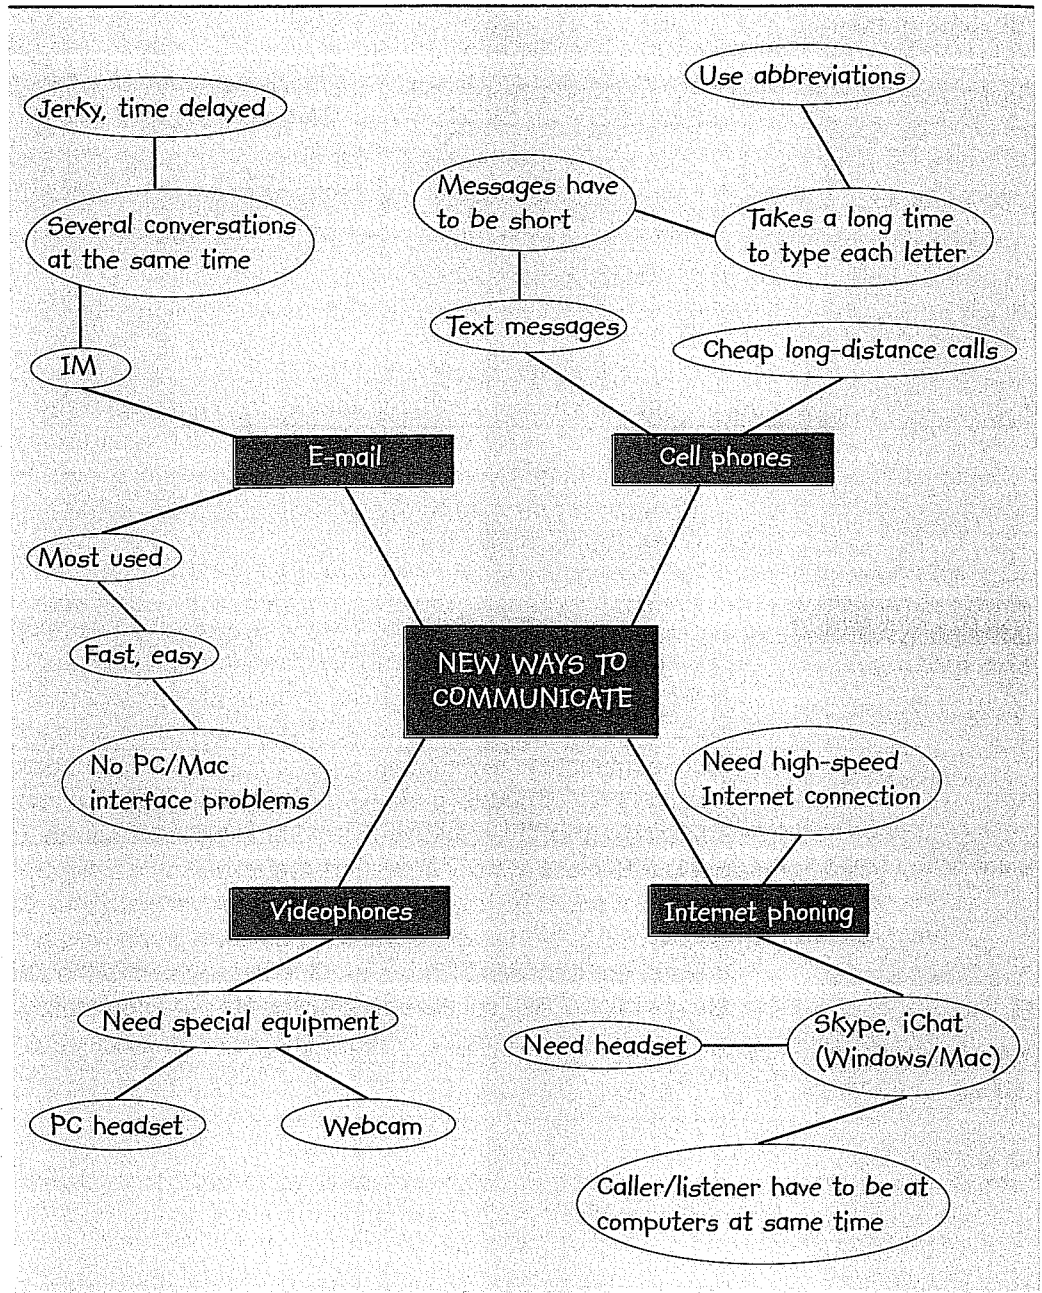 Use abbreviations
Jerky, time delayed
Messages have
to be short
Several conversations
at the same time
Takes a long time
to type each letter
Text messages
Cheap long-distance calls
IM
E-mail
Cell phones
Most used
Fast, easy
NEW WAYS TO
COMMUNICATE
No PC/Mac
interface problems
Need high-speed
Internet connection
Videophones
Internet phoning
Need special equipment
Skype, iChat
(Windows/Mac)
Need headset
PC headset
Webcam
Caller/listener have to be at
computers at same time